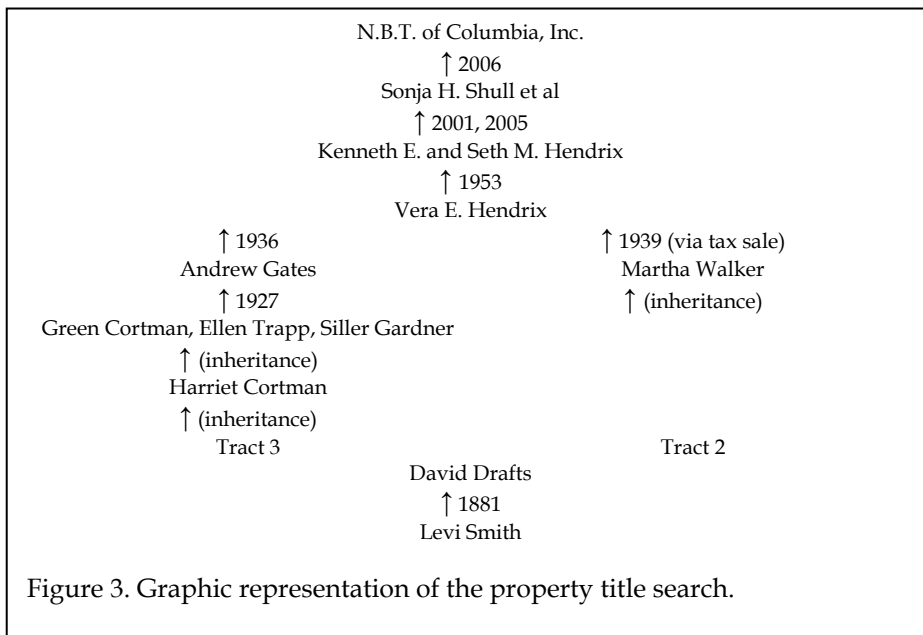 N.B.T. of Columbia, Inc.
↑ 2006
Sonja H. Shull et al
↑ 2001, 2005
Kenneth E. and Seth M. Hendrix
↑ 1953
Vera E. Hendrix
↑ 1936 ↑ 1939 (via tax sale)
Andrew Gates Martha Walker
↑ 1927 ↑ (inheritance)
Green Cortman, Ellen Trapp, Siller Gardner
↑ (inheritance)
Harriet Cortman
↑ (inheritance)
Tract 3 Tract 2
David Drafts
↑ 1881
Levi Smith
Figure 3. Graphic representation of the property title search.